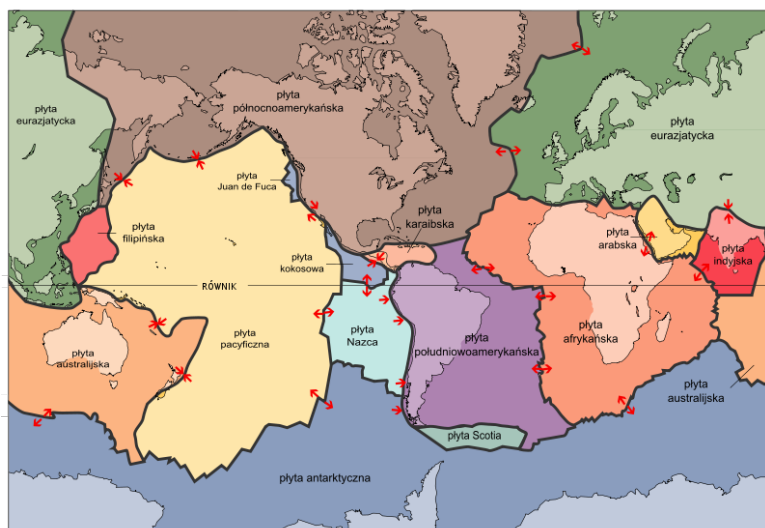 płyta
eurazjatycka
płyta
północnoamerykańska
płyta
eurazjatycka
płyta
Juan de Fuca
płyta
karaibska
płyta
filipińska
płyta
arabska
płyta
indyjska
płyta
kokosowa
RÓWNIK
płyta
australijska
płyta
pacyficzna
płyta
Nazca
płyta
południowoamerykańska
płyta
afrykańska
płyta
australijska
płyta Scotia
płyta antarktyczna